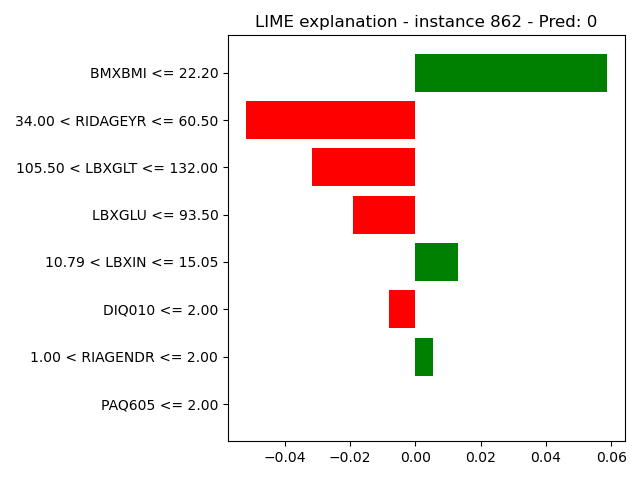 LIME explanation - instance 862 - Pred: 0
BMXBMI <= 22.20
34.00 < RIDAGEYR <= 60.50
105.50 < LBXGLT <= 132.00
LBXGLU <= 93.50
10.79 < LBXIN <= 15.05
DIQ010 <= 2.00
1.00 < RIAGENDR <= 2.00
PAQ605 <= 2.00
−0.04 −0.02 0.00 0.02 0.04 0.06